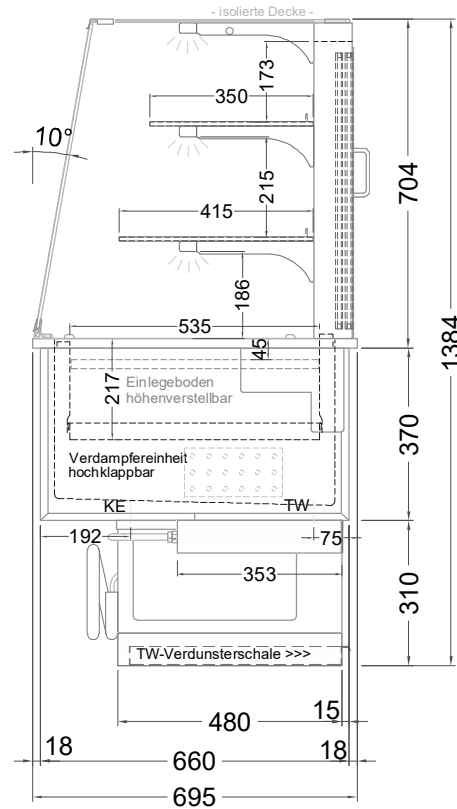 - isolierte Decke -
173
350
10°
704
215
415
1384
186
535
45
217
Einlegeboden
höhenverstellbar
370
Verdampfereinheit
hochklappbar
KE
TW
192
75
353
310
TW-Verdunsterschale >>>
480
15
18
660
18
695